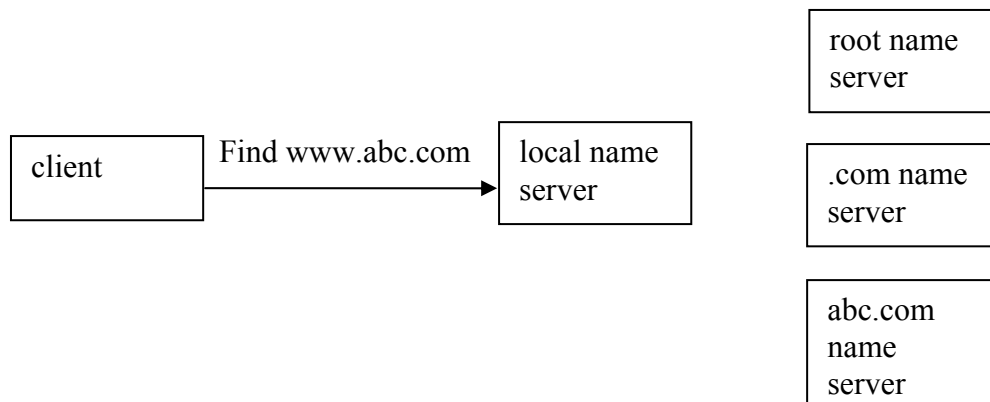 client
Find www.abc.com
local name
server
root name
server
.com name
server
abc.com
name
server